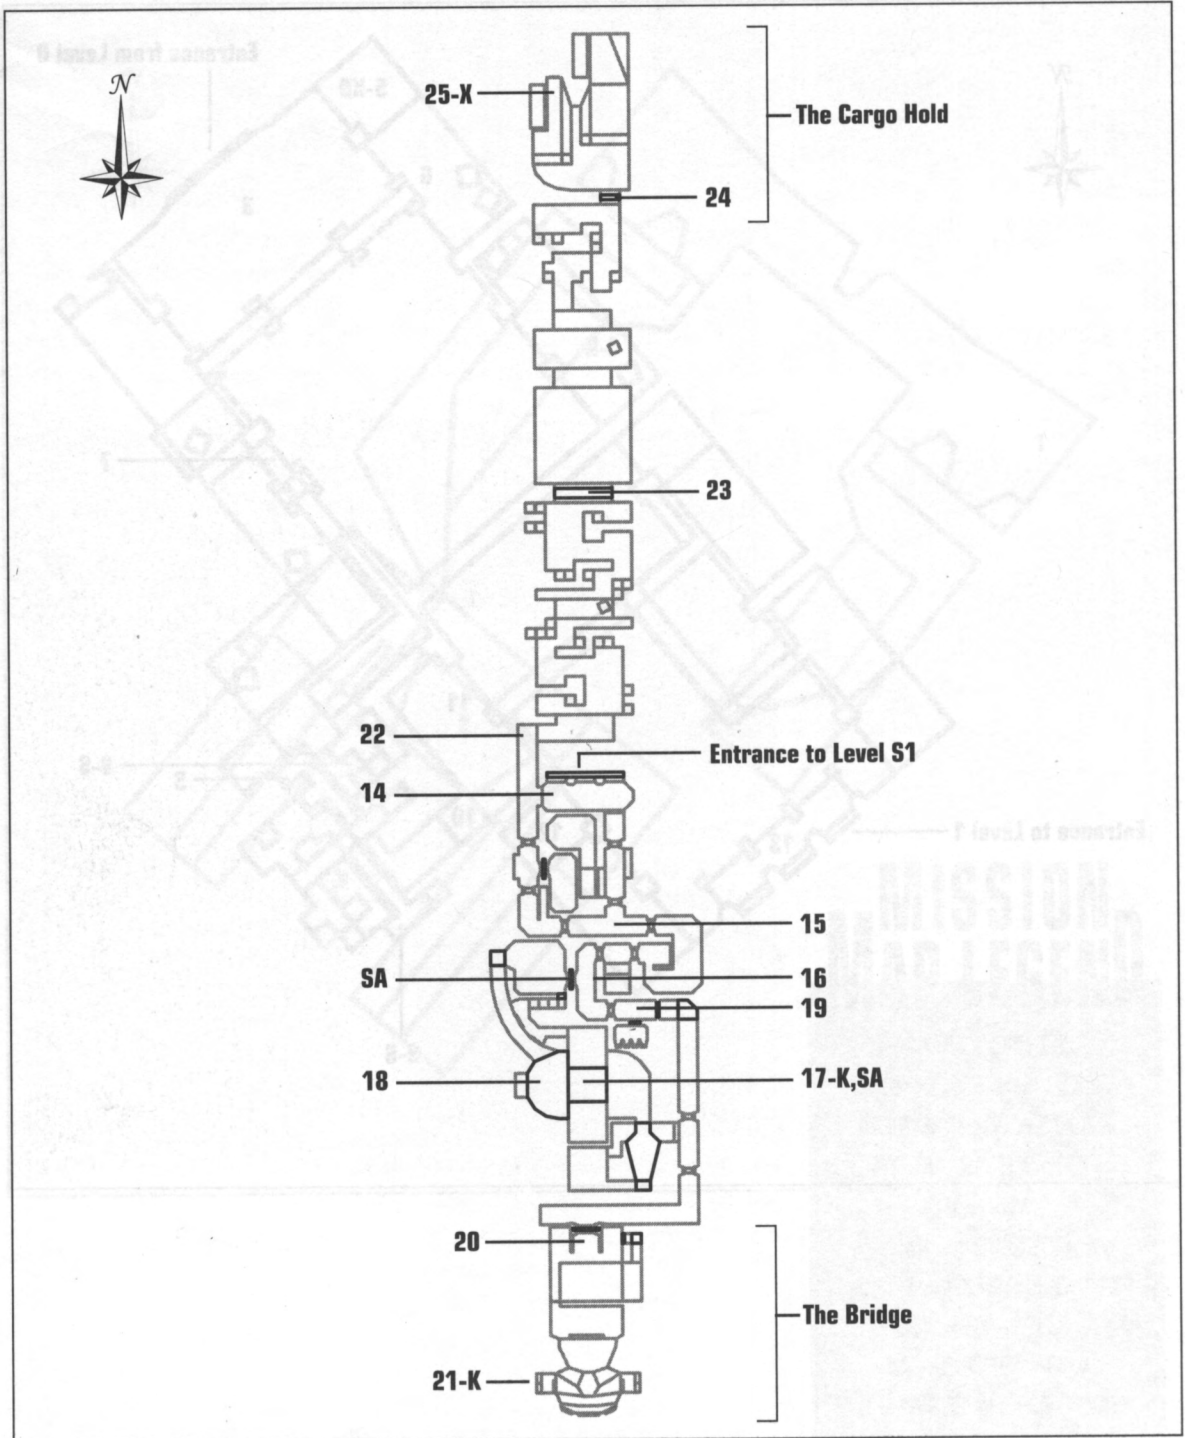 N
25-X
The Cargo Hold
24
23
22
Entrance to Level S1
14
15
SA
16
19
18
17-K,SA
20
The Bridge
21-K